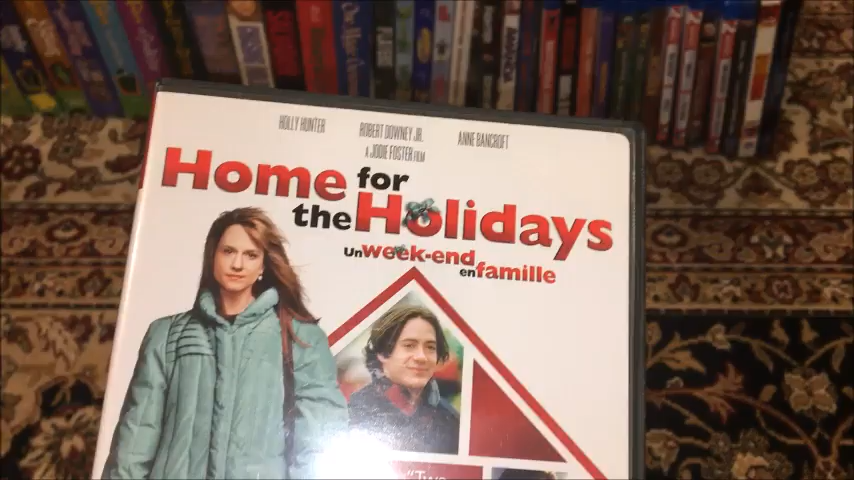 HOLLY HUNTER ROBERT DOWNEY JR. ANNE BANCROFT
A JODIE FOSTER FILM
Home for
the Holidays
Un week-end
en famille
"Two